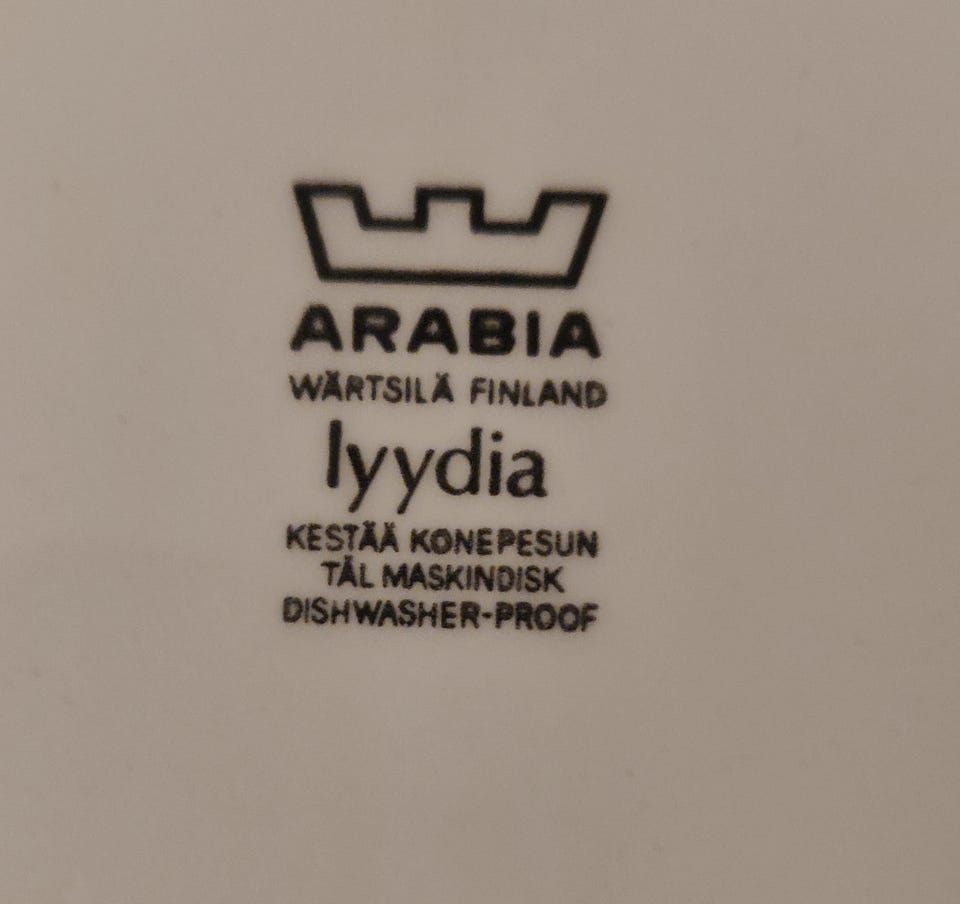 ARABIA
WÄRTSILÄ FINLAND
lyydia
KESTÄÄ KONEPESUN
TÅL MASKINDISK
DISHWASHER-PROOF